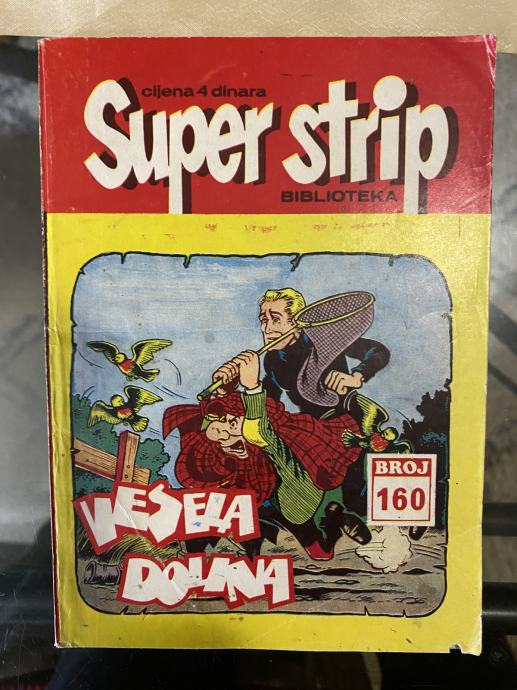 cijena 4 dinara
Super strip
BIBLIOTEKA
BROJ
160
VESELA
DOLINA